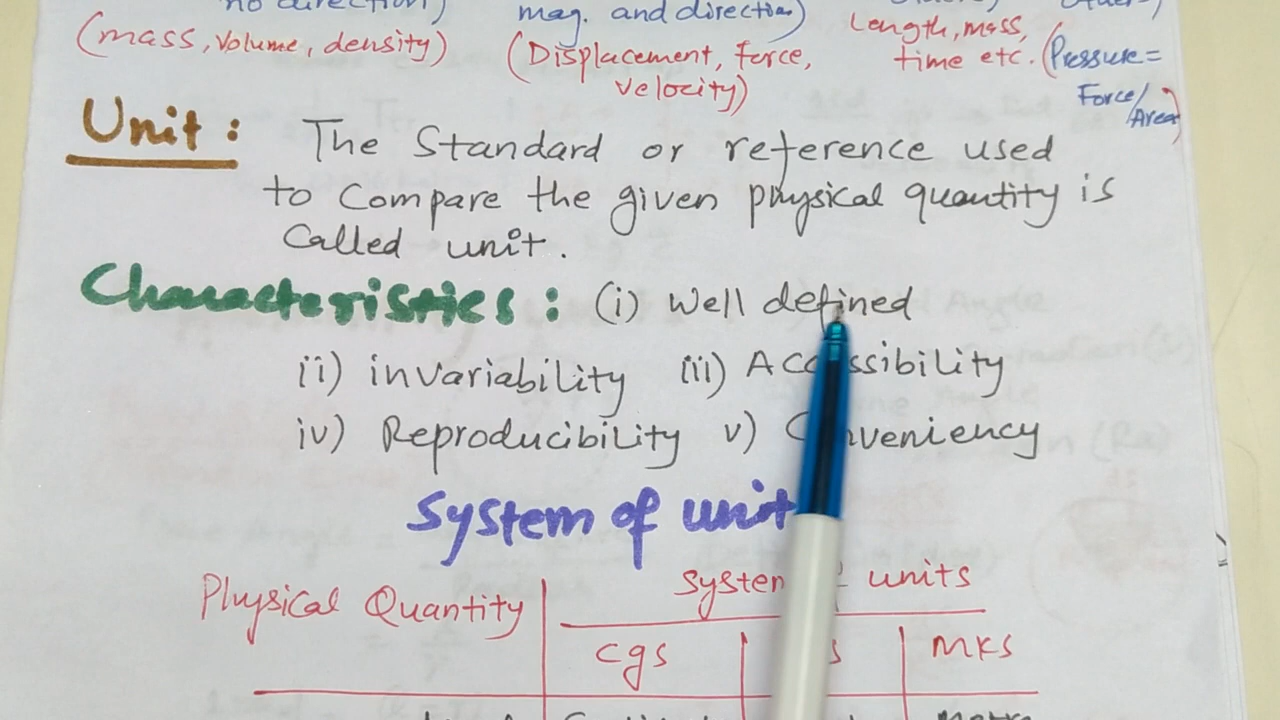 no direction) mag. and direction)
(mass, Volume, density) (Displacement, force, velocity) Length, mass, time etc. (Pressure = Force/Area)
Unit: The Standard or reference used
to Compare the given physical quantity is
Called unit.
Characteristics: (i) Well defined
ii) invariability iii) Accessibility
iv) Reproducibility v) Conveniency
System of unit
Physical Quantity System units
cgs MKS